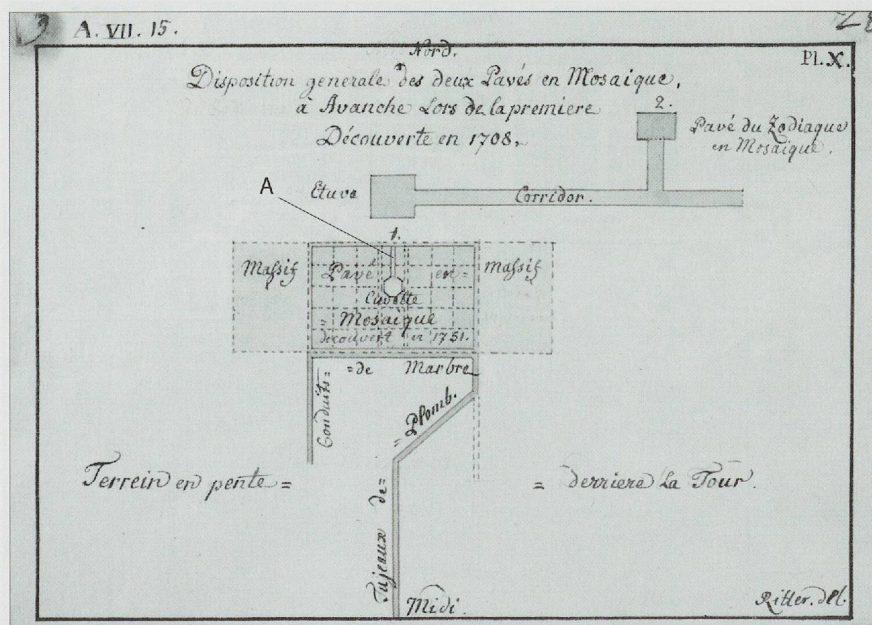 A. VII. 15.
Nord.
Pl. X.
Disposition generale des deux Pavés en Mosaique,
à Avanche Lors de la premiere
Découverte en 1708,
2.
Pavé du Zodiaque
en Mosaique.
A
Etuve
Corridor.
1.
Massif
Pavé en =
Massif
Cuvette
= Mosaique
découvert en 1751.
Conduits =
= de Marbre
= Plomb.
Terrein en pente =
= derriere La Tour.
Tujeaux de =
Midi.
Ritter. del.